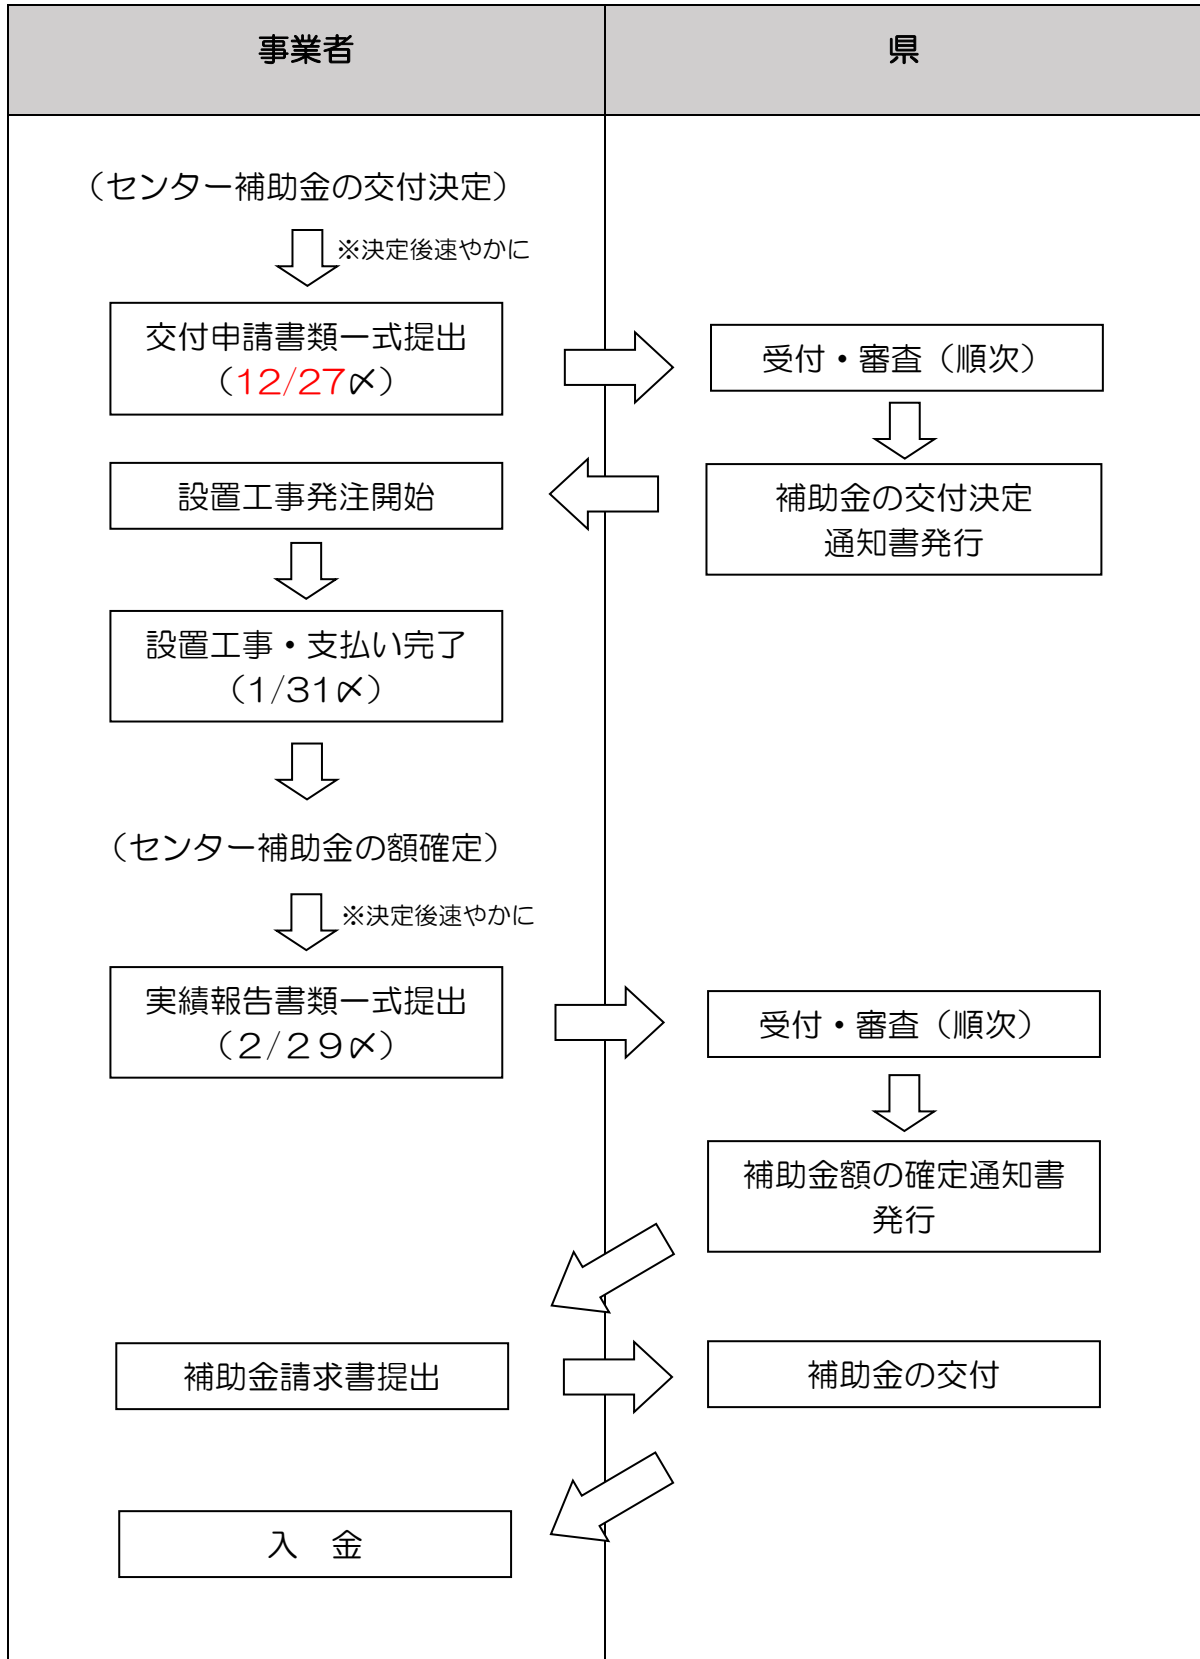 事業者
県
（センター補助金の交付決定）
※決定後速やかに
交付申請書類一式提出
（12/27〆）
受付・審査（順次）
設置工事発注開始
補助金の交付決定
通知書発行
設置工事・支払い完了
（1/31〆）
（センター補助金の額確定）
※決定後速やかに
実績報告書類一式提出
（2/２９〆）
受付・審査（順次）
補助金額の確定通知書
発行
補助金請求書提出
補助金の交付
入　金